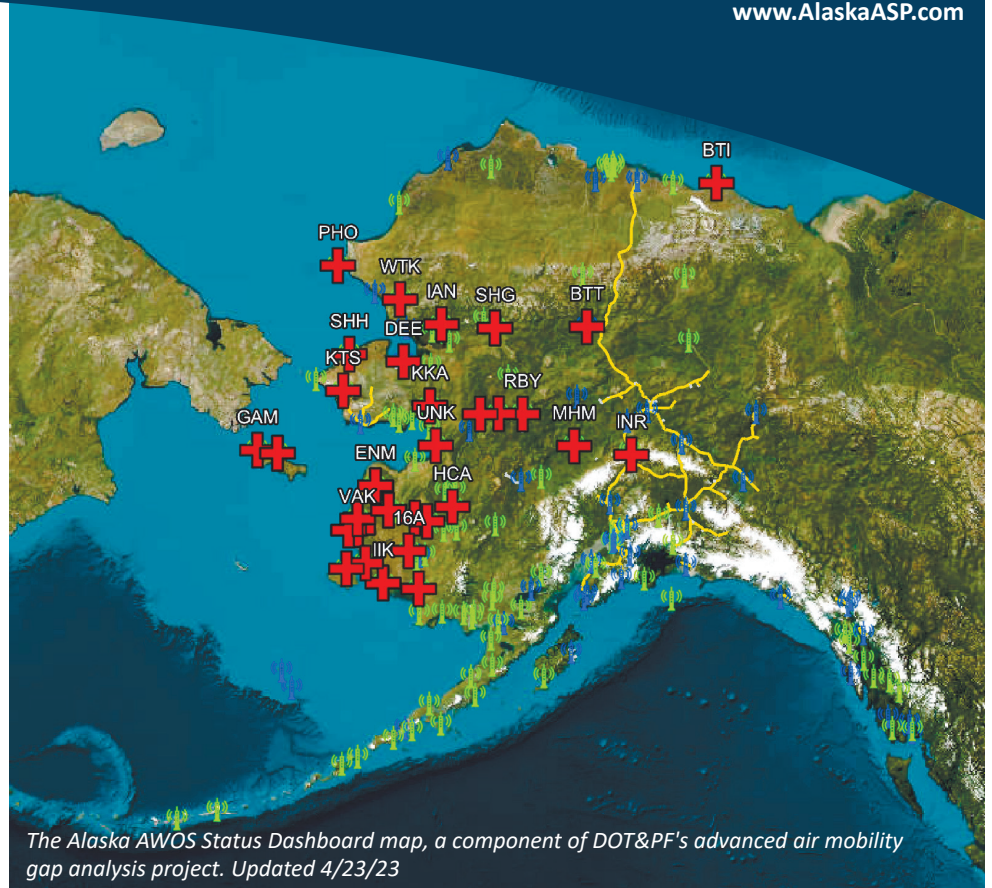 www.AlaskaASP.com
BTI
PHO
WTK
IAN
SHG
BTT
SHH
DEE
KTS
KKA
RBY
UNK
MHM
INR
GAM
ENM
HCA
VAK
16A
IIK
The Alaska AWOS Status Dashboard map, a component of DOT&PF's advanced air mobility
gap analysis project. Updated 4/23/23